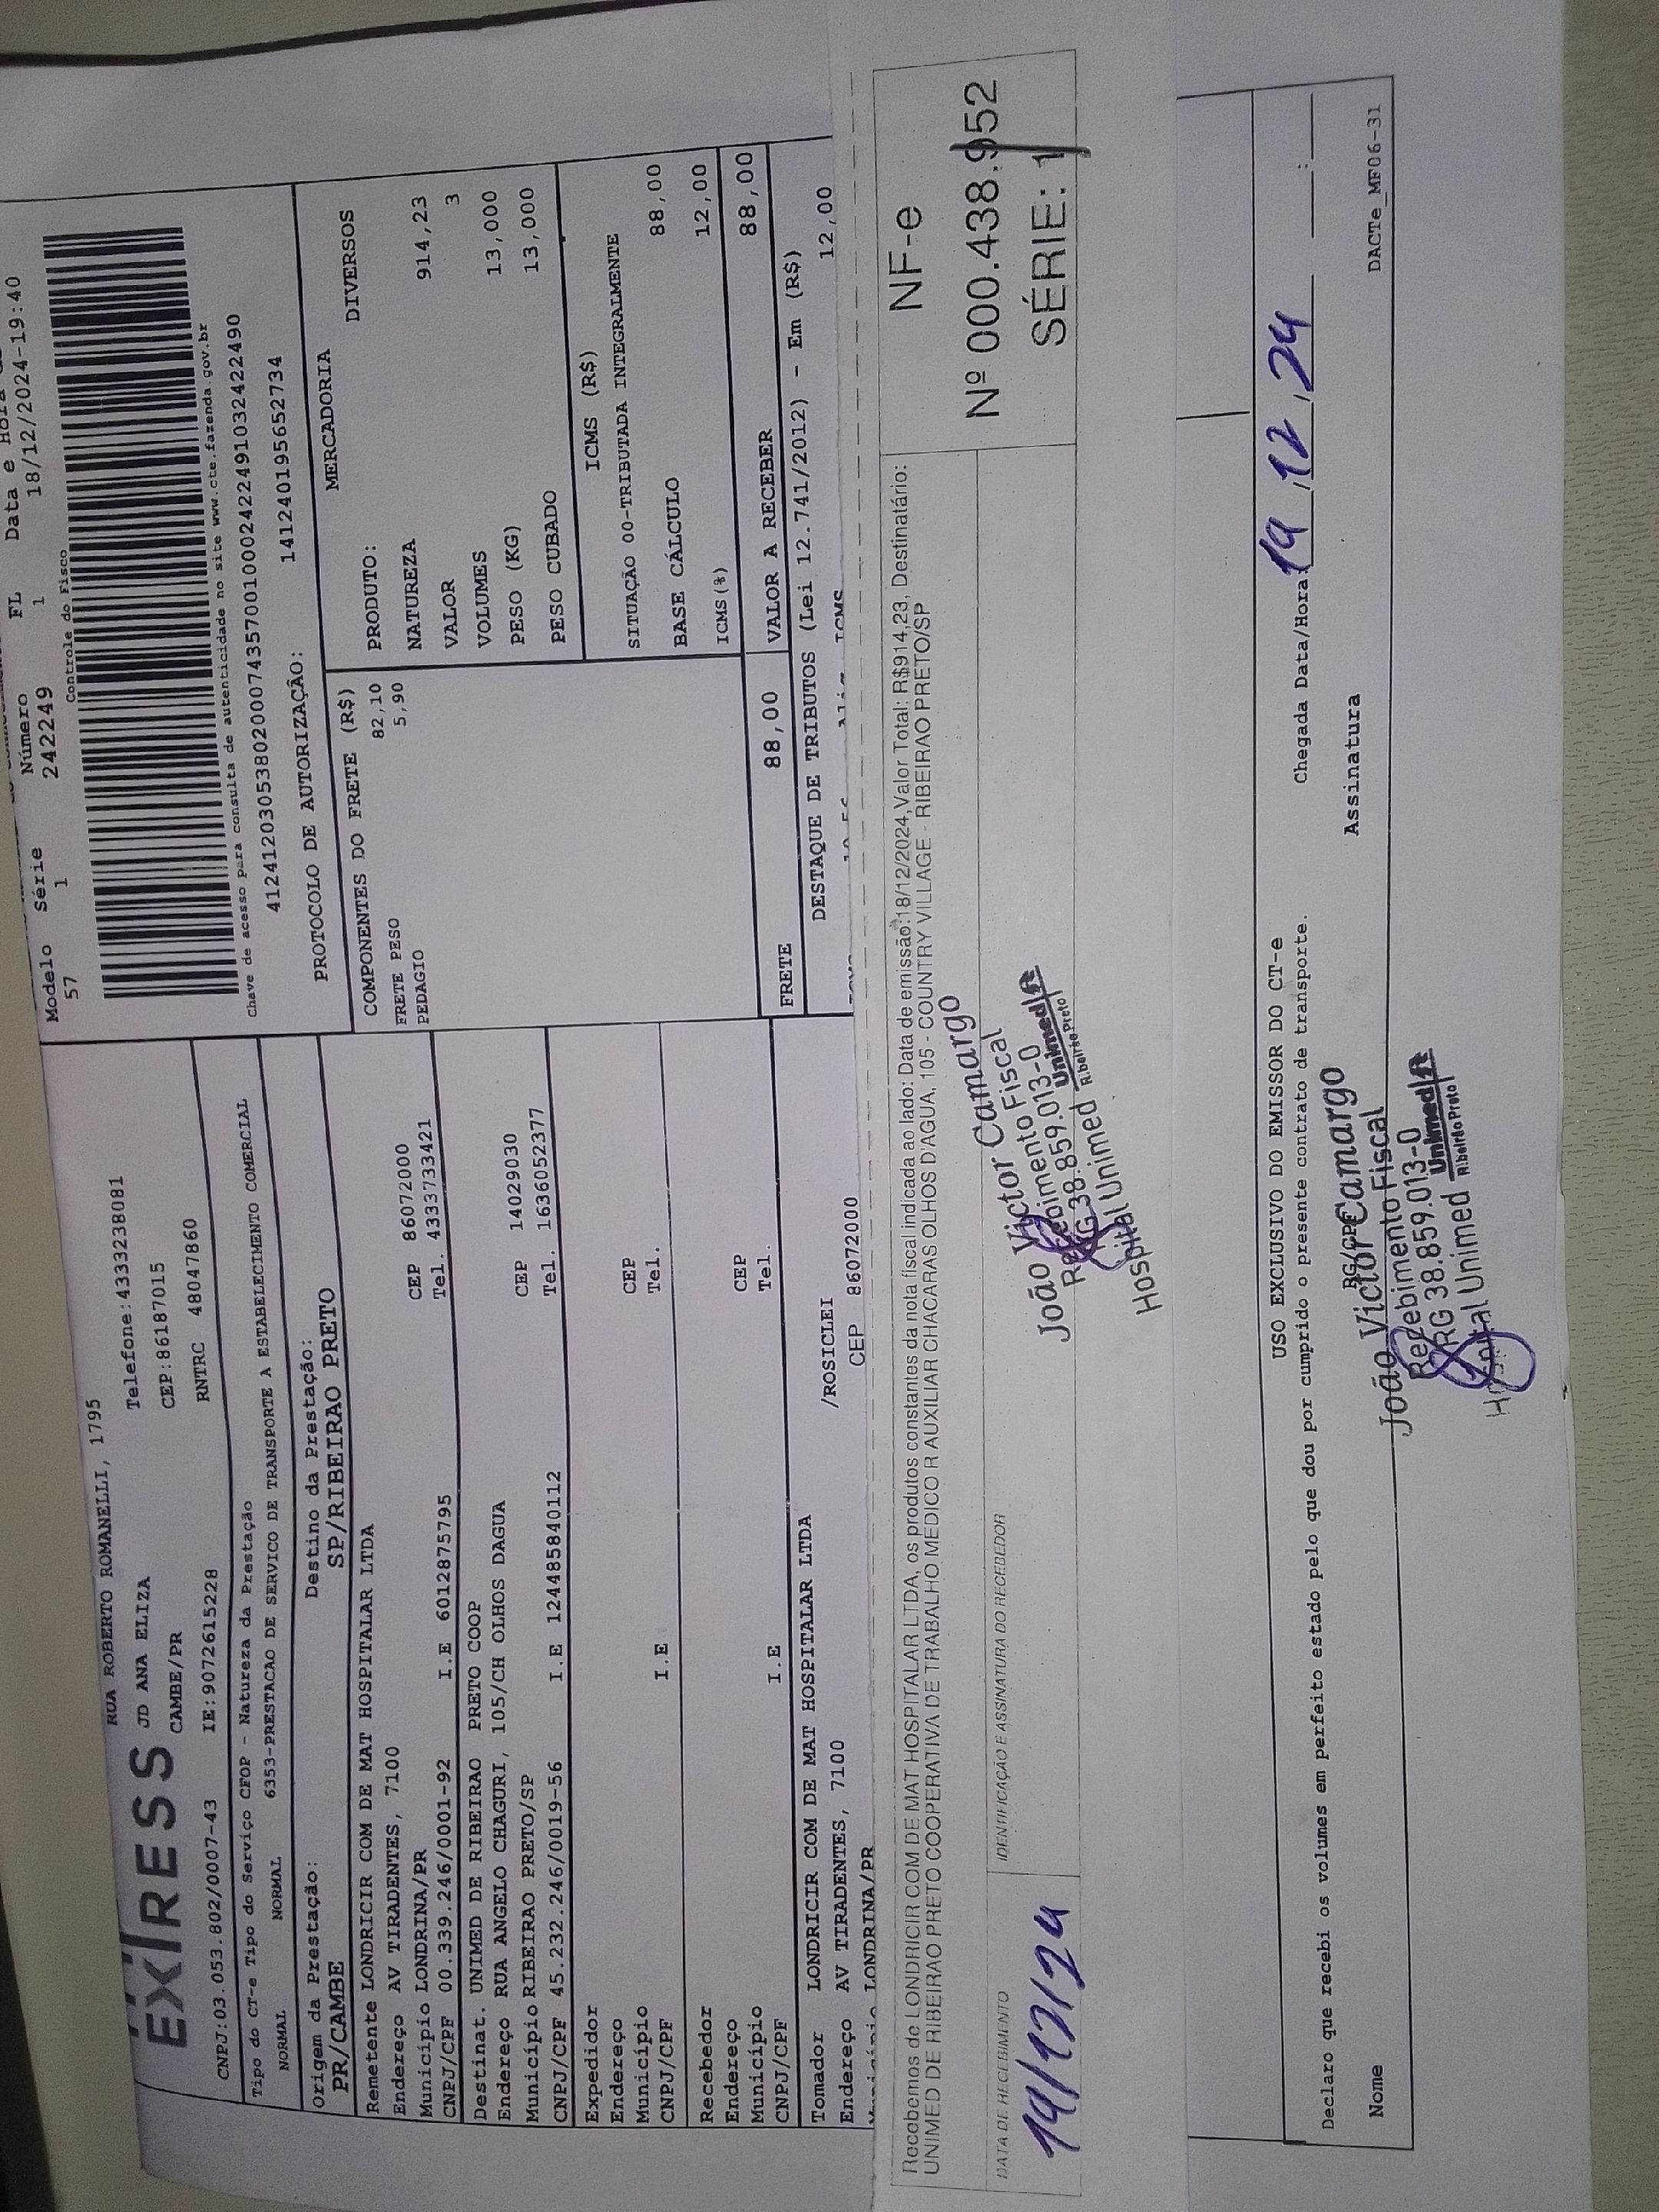 EXPRESS
RUA ROBERTO ROMANELLI, 1795
JD ANA ELIZA Telefone:4333238081
CAMBE/PR CEP:86187015
CNPJ:03.053.802/0007-43 IE:9072615228 RNTRC 48047860
Modelo Série Número FL Data e Hora
57 1 242249 1 18/12/2024-19:40
Controle do Fisco
Chave de acesso para consulta de autenticidade no site www.cte.fazenda.gov.br
41241203053802000743570010002422491032422490
PROTOCOLO DE AUTORIZAÇÃO: 141240195652734
Tipo do CT-e Tipo do Serviço CFOP - Natureza da Prestação
NORMAL NORMAL 6353-PRESTACAO DE SERVICO DE TRANSPORTE A ESTABELECIMENTO COMERCIAL
Origem da Prestação: Destino da Prestação:
PR/CAMBE SP/RIBEIRAO PRETO
Remetente LONDRICIR COM DE MAT HOSPITALAR LTDA
Endereço AV TIRADENTES, 7100 CEP 86072000
Município LONDRINA/PR Tel. 433733421
CNPJ/CPF 00.339.246/0001-92 I.E 6012875795
Destinat. UNIMED DE RIBEIRAO PRETO COOP
Endereço RUA ANGELO CHAGURI, 105/CH OLHOS DAGUA CEP 14029030
Município RIBEIRAO PRETO/SP Tel. 1636052377
CNPJ/CPF 45.232.246/0019-56 I.E 124485840112
Expedidor
Endereço CEP
Município Tel.
CNPJ/CPF I.E
Recebedor
Endereço CEP
Município Tel.
CNPJ/CPF I.E
Tomador LONDRICIR COM DE MAT HOSPITALAR LTDA /ROSICLEI
Endereço AV TIRADENTES, 7100 CEP 86072000
Município LONDRINA/PR
COMPONENTES DO FRETE (R$)
FRETE PESO 82,10
PEDAGIO 5,90
FRETE 88,00
MERCADORIA
PRODUTO: DIVERSOS
NATUREZA
VALOR 914,23
VOLUMES 3
PESO (KG) 13,000
PESO CUBADO 13,000
ICMS (R$)
SITUAÇÃO 00-TRIBUTADA INTEGRALMENTE
BASE CÁLCULO 88,00
ICMS(%) 12,00
VALOR A RECEBER 88,00
DESTAQUE DE TRIBUTOS (Lei 12.741/2012) - Em (R$)
12,00
Recebemos de LONDRICIR COM DE MAT HOSPITALAR LTDA, os produtos constantes da nota fiscal indicada ao lado: Data de emissão:18/12/2024,Valor Total: R$914,23, Destinatário:
UNIMED DE RIBEIRAO PRETO COOPERATIVA DE TRABALHO MEDICO R AUXILIAR CHACARAS OLHOS D'AGUA, 105 - COUNTRY VILLAGE - RIBEIRAO PRETO/SP
NF-e
Nº 000.438.952
SÉRIE: 1
DATA DE RECEBIMENTO IDENTIFICAÇÃO E ASSINATURA DO RECEBEDOR
19/12/24
João Victor Camargo
Recebimento Fiscal
RG 38.859.013-0
Hospital Unimed
Unimed
Ribeirão Preto
USO EXCLUSIVO DO EMISSOR DO CT-e
Declaro que recebi os volumes em perfeito estado pelo que dou por cumprido o presente contrato de transporte. Chegada Data/Hora: 19/12/24 :
Nome RG/CPF Assinatura
João Victor Camargo
Recebimento Fiscal
RG 38.859.013-0
Hospital Unimed
Unimed
Ribeirão Preto
DACTe_MF06-31